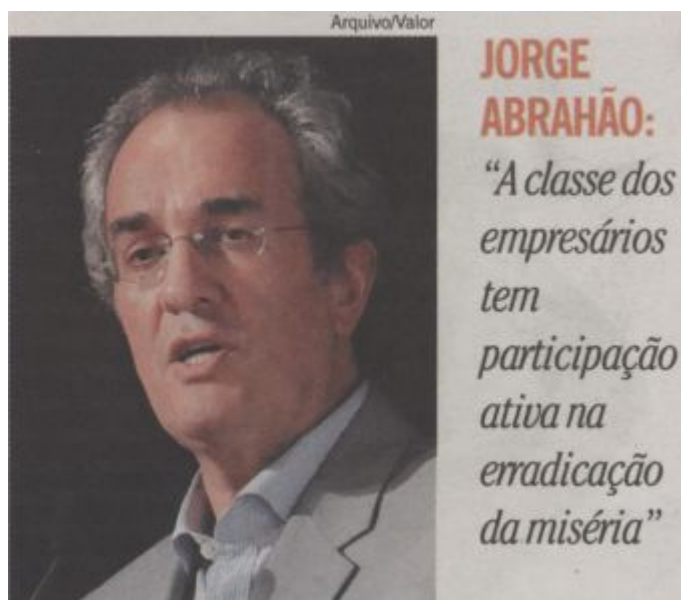 Arquivo/Valor
JORGE
ABRAHÃO:
“A classe dos
empresários
tem
participação
ativa na
erradicação
da miséria”